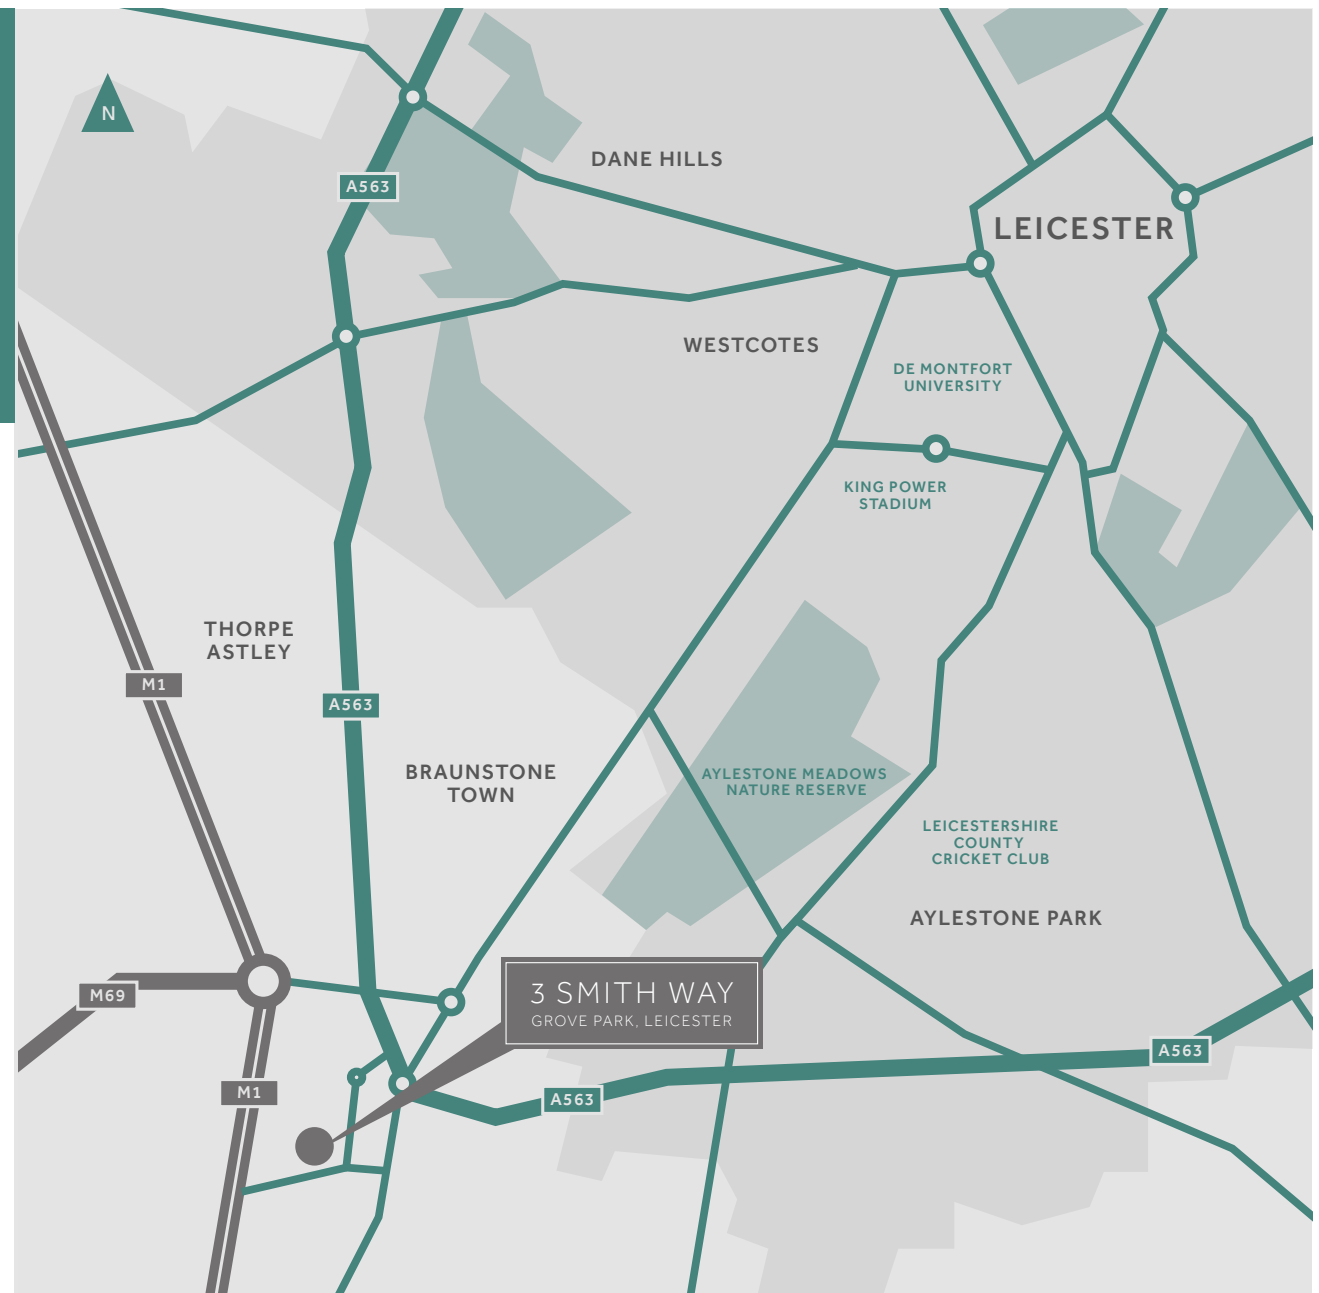 N
DANE HILLS
A563
LEICESTER
WESTCOTES
DE MONTFORT
UNIVERSITY
KING POWER
STADIUM
THORPE
ASTLEY
M1
A563
BRAUNSTONE
TOWN
AYLESTONE MEADOWS
NATURE RESERVE
LEICESTERSHIRE
COUNTY
CRICKET CLUB
AYLESTONE PARK
M69
3 SMITH WAY
GROVE PARK, LEICESTER
A563
M1
A563